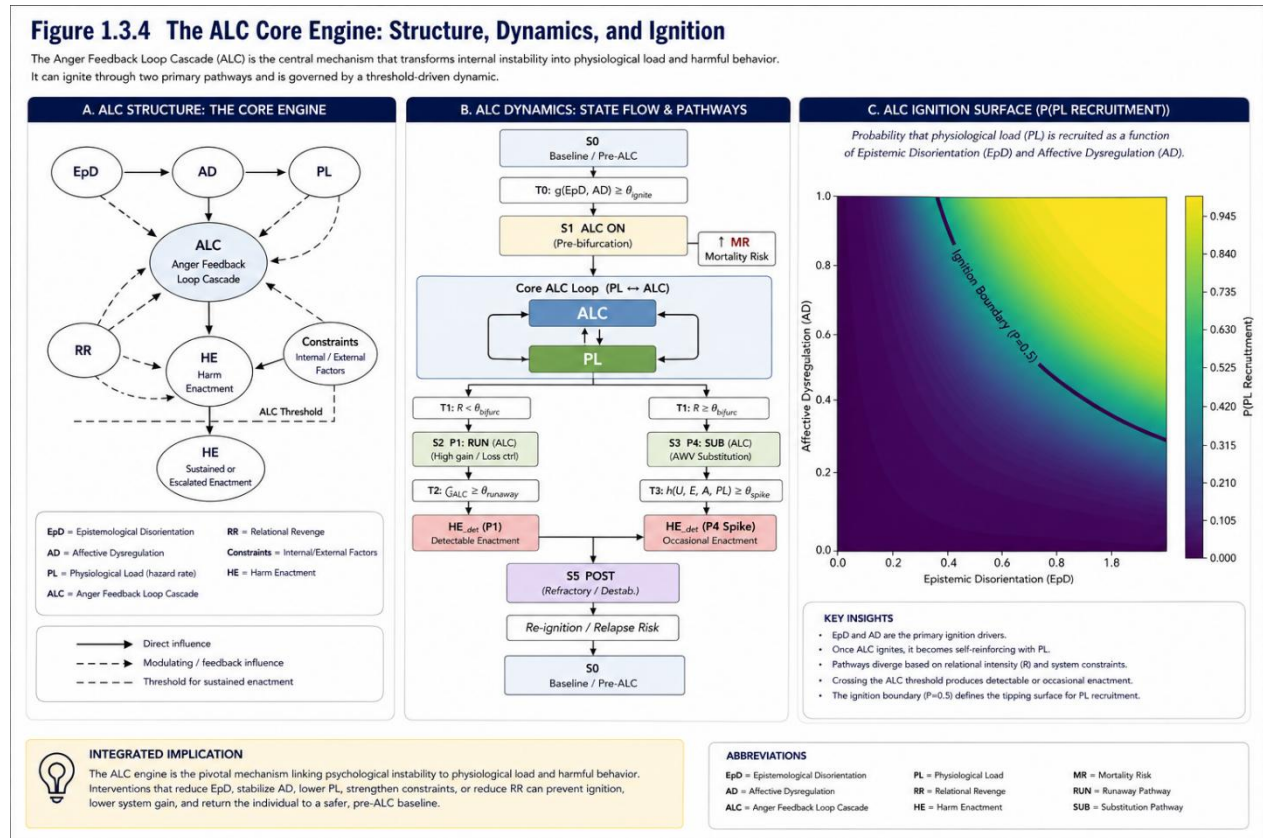 Figure 1.3.4 The ALC Core Engine: Structure, Dynamics, and Ignition
The Anger Feedback Loop Cascade (ALC) is the central mechanism that transforms internal instability into physiological load and harmful behavior.
It can ignite through two primary pathways and is governed by a threshold-driven dynamic.
A. ALC STRUCTURE: THE CORE ENGINE
EpD
AD
PL
ALC
Anger Feedback
Loop Cascade
RR
HE
Harm
Enactment
Constraints
Internal / External
Factors
ALC Threshold
HE
Sustained or
Escalated Enactment
EpD = Epistemological Disorientation
RR = Relational Revenge
AD = Affective Dysregulation
Constraints = Internal/External Factors
PL = Physiological Load (hazard rate)
HE = Harm Enactment
ALC = Anger Feedback Loop Cascade
Direct influence
Modulating / feedback influence
Threshold for sustained enactment
B. ALC DYNAMICS: STATE FLOW & PATHWAYS
S0
Baseline / Pre-ALC
T0: g(EpD, AD) ≥ θignite
S1 ALC ON
(Pre-bifurcation)
↑ MR
Mortality Risk
Core ALC Loop (PL ↔ ALC)
ALC
PL
T1: R < θbifurc
T1: R ≥ θbifurc
S2 P1: RUN (ALC)
(High gain / Loss ctrl)
S3 P4: SUB (ALC)
(AWV Substitution)
T2: GALC ≥ θrunaway
T3: h(U, E, A, PL) ≥ θspike
HE_det (P1)
Detectable Enactment
HE_det (P4 Spike)
Occasional Enactment
S5 POST
(Refractory / Destab.)
Re-ignition / Relapse Risk
S0
Baseline / Pre-ALC
C. ALC IGNITION SURFACE (P(PL RECRUITMENT))
Probability that physiological load (PL) is recruited as a function
of Epistemic Disorientation (EpD) and Affective Dysregulation (AD).
Affective Dysregulation (AD)
1.0
0.8
0.6
0.4
0.2
0.0
Ignition Boundary (P=0.5)
0.0
0.2
0.4
0.6
0.8
1.8
Epistemic Disorientation (EpD)
0.945
0.840
0.735
0.630
0.525
0.420
0.315
0.210
0.105
0.000
P(PL Recruittment)
KEY INSIGHTS
• EpD and AD are the primary ignition drivers.
• Once ALC ignites, it becomes self-reinforcing with PL.
• Pathways diverge based on relational intensity (R) and system constraints.
• Crossing the ALC threshold produces detectable or occasional enactment.
• The ignition boundary (P=0.5) defines the tipping surface for PL recruitment.
INTEGRATED IMPLICATION
The ALC engine is the pivotal mechanism linking psychological instability to physiological load and harmful behavior.
Interventions that reduce EpD, stabilize AD, lower PL, strengthen constraints, or reduce RR can prevent ignition,
lower system gain, and return the individual to a safer, pre-ALC baseline.
ABBREVIATIONS
EpD = Epistemological Disorientation
PL = Physiological Load
MR = Mortality Risk
AD = Affective Dysregulation
RR = Relational Revenge
RUN = Runaway Pathway
ALC = Anger Feedback Loop Cascade
HE = Harm Enactment
SUB = Substitution Pathway